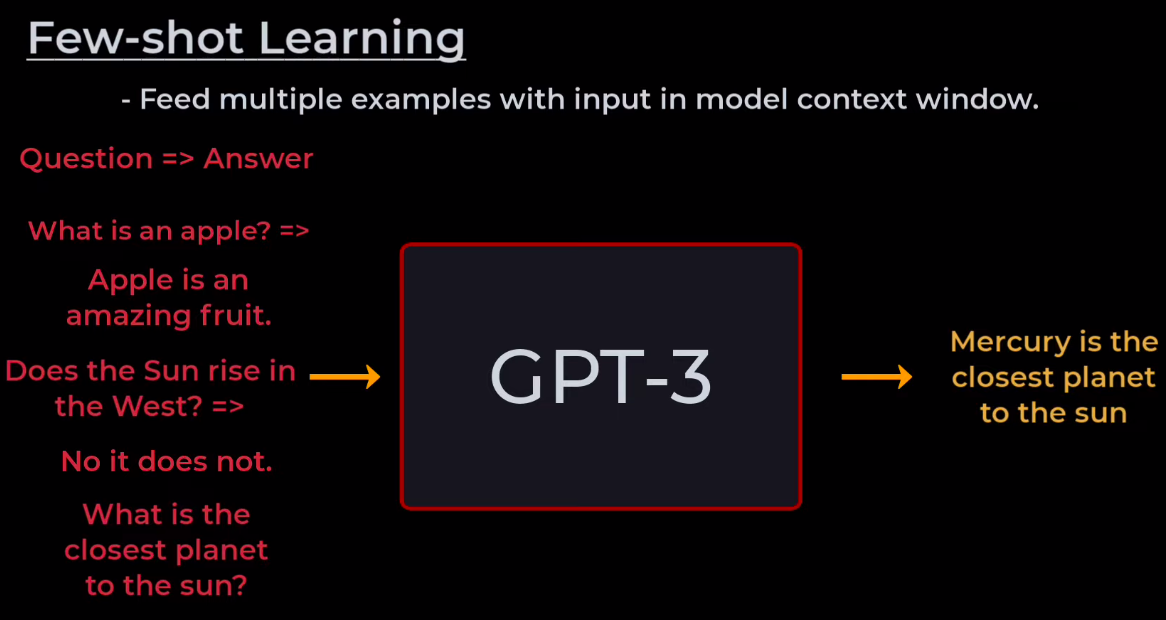 Few-shot Learning
- Feed multiple examples with input in model context window.
Question => Answer
What is an apple? =>
Apple is an
amazing fruit.
Does the Sun rise in
the West? =>
No it does not.
What is the
closest planet
to the sun?
GPT-3
Mercury is the
closest planet
to the sun